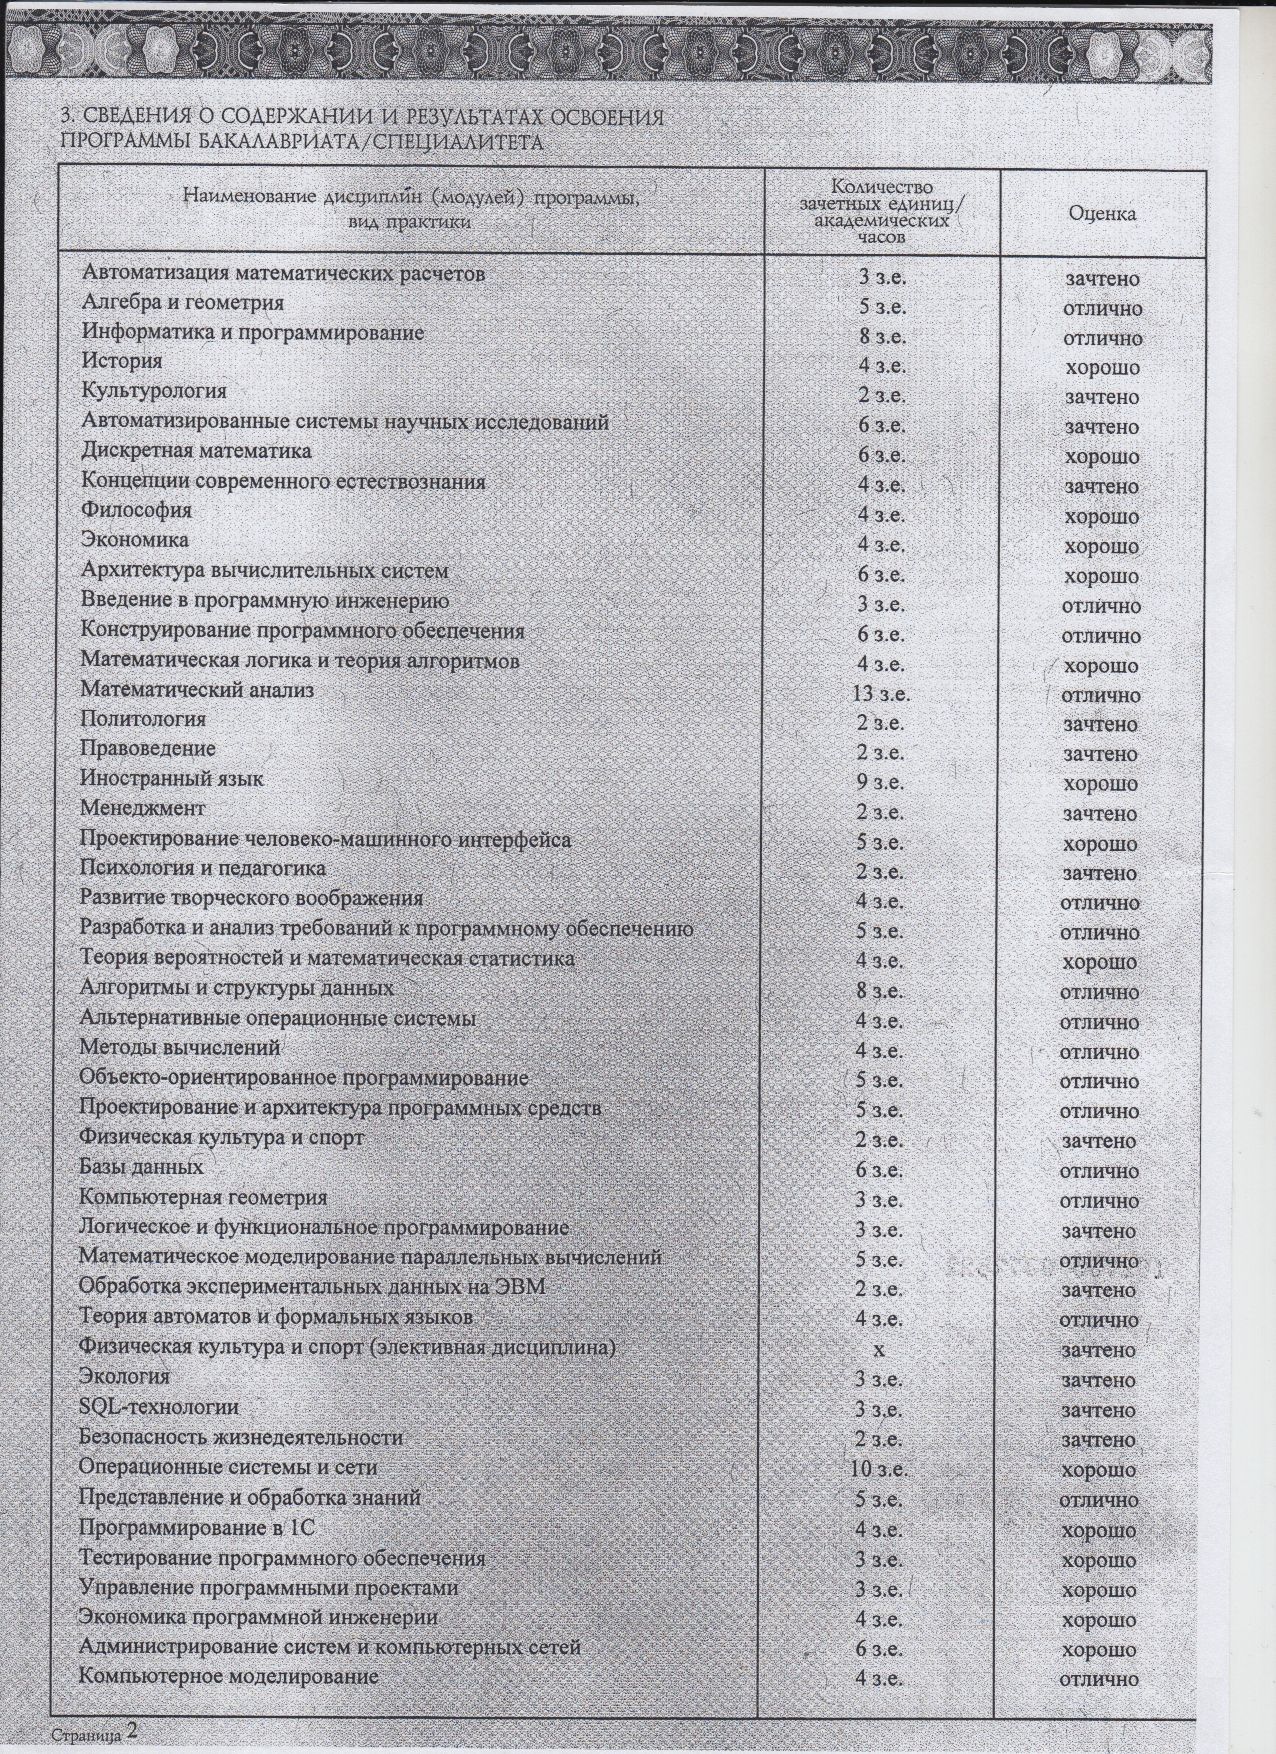 3. СВЕДЕНИЯ О СОДЕРЖАНИИ И РЕЗУЛЬТАТАХ ОСВОЕНИЯ
ПРОГРАММЫ БАКАЛАВРИАТА/СПЕЦИАЛИТЕТА
Наименование дисциплин (модулей) программы,
вид практики
Количество
зачетных единиц/
академических
часов
Оценка
Автоматизация математических расчетов 3 з.е. зачтено
Алгебра и геометрия 5 з.е. отлично
Информатика и программирование 8 з.е. отлично
История 4 з.е. хорошо
Культурология 2 з.е. зачтено
Автоматизированные системы научных исследований 6 з.е. зачтено
Дискретная математика 6 з.е. хорошо
Концепции современного естествознания 4 з.е. зачтено
Философия 4 з.е. хорошо
Экономика 4 з.е. хорошо
Архитектура вычислительных систем 6 з.е. хорошо
Введение в программную инженерию 3 з.е. отлично
Конструирование программного обеспечения 6 з.е. отлично
Математическая логика и теория алгоритмов 4 з.е. хорошо
Математический анализ 13 з.е. отлично
Политология 2 з.е. зачтено
Правоведение 2 з.е. зачтено
Иностранный язык 9 з.е. хорошо
Менеджмент 2 з.е. зачтено
Проектирование человеко-машинного интерфейса 5 з.е. хорошо
Психология и педагогика 2 з.е. зачтено
Развитие творческого воображения 4 з.е. отлично
Разработка и анализ требований к программному обеспечению 5 з.е. отлично
Теория вероятностей и математическая статистика 4 з.е. хорошо
Алгоритмы и структуры данных 8 з.е. отлично
Альтернативные операционные системы 4 з.е. отлично
Методы вычислений 4 з.е. отлично
Объекто-ориентированное программирование 5 з.е. отлично
Проектирование и архитектура программных средств 5 з.е. отлично
Физическая культура и спорт 2 з.е. зачтено
Базы данных 6 з.е. отлично
Компьютерная геометрия 3 з.е. отлично
Логическое и функциональное программирование 3 з.е. зачтено
Математическое моделирование параллельных вычислений 5 з.е. отлично
Обработка экспериментальных данных на ЭВМ 2 з.е. зачтено
Теория автоматов и формальных языков 4 з.е. отлично
Физическая культура и спорт (элективная дисциплина) х зачтено
Экология 3 з.е. зачтено
SQL-технологии 3 з.е. зачтено
Безопасность жизнедеятельности 2 з.е. зачтено
Операционные системы и сети 10 з.е. хорошо
Представление и обработка знаний 5 з.е. отлично
Программирование в 1С 4 з.е. хорошо
Тестирование программного обеспечения 3 з.е. хорошо
Управление программными проектами 3 з.е. хорошо
Экономика программной инженерии 4 з.е. хорошо
Администрирование систем и компьютерных сетей 6 з.е. хорошо
Компьютерное моделирование 4 з.е. отлично
Страница 2